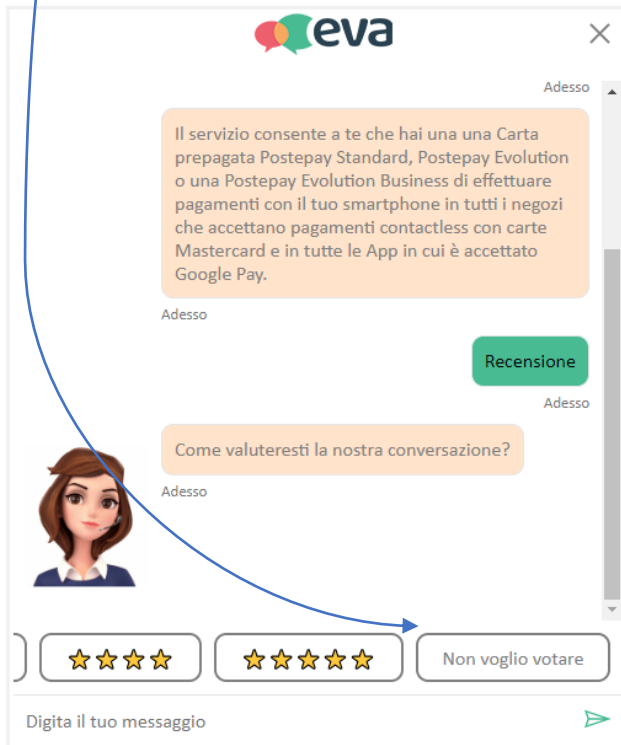 eva
Adesso
Il servizio consente a te che hai una una Carta
prepagata Postepay Standard, Postepay Evolution
o una Postepay Evolution Business di effettuare
pagamenti con il tuo smartphone in tutti i negozi
che accettano pagamenti contactless con carte
Mastercard e in tutte le App in cui è accettato
Google Pay.
Adesso
Recensione
Adesso
Come valuteresti la nostra conversazione?
Adesso
Non voglio votare
Digita il tuo messaggio